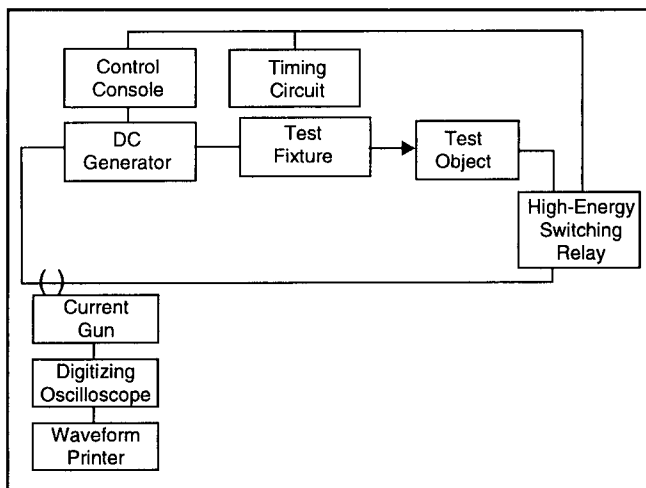 Control
Console
Timing
Circuit
DC
Generator
Test
Fixture
Test
Object
High-Energy
Switching
Relay
Current
Gun
Digitizing
Oscilloscope
Waveform
Printer